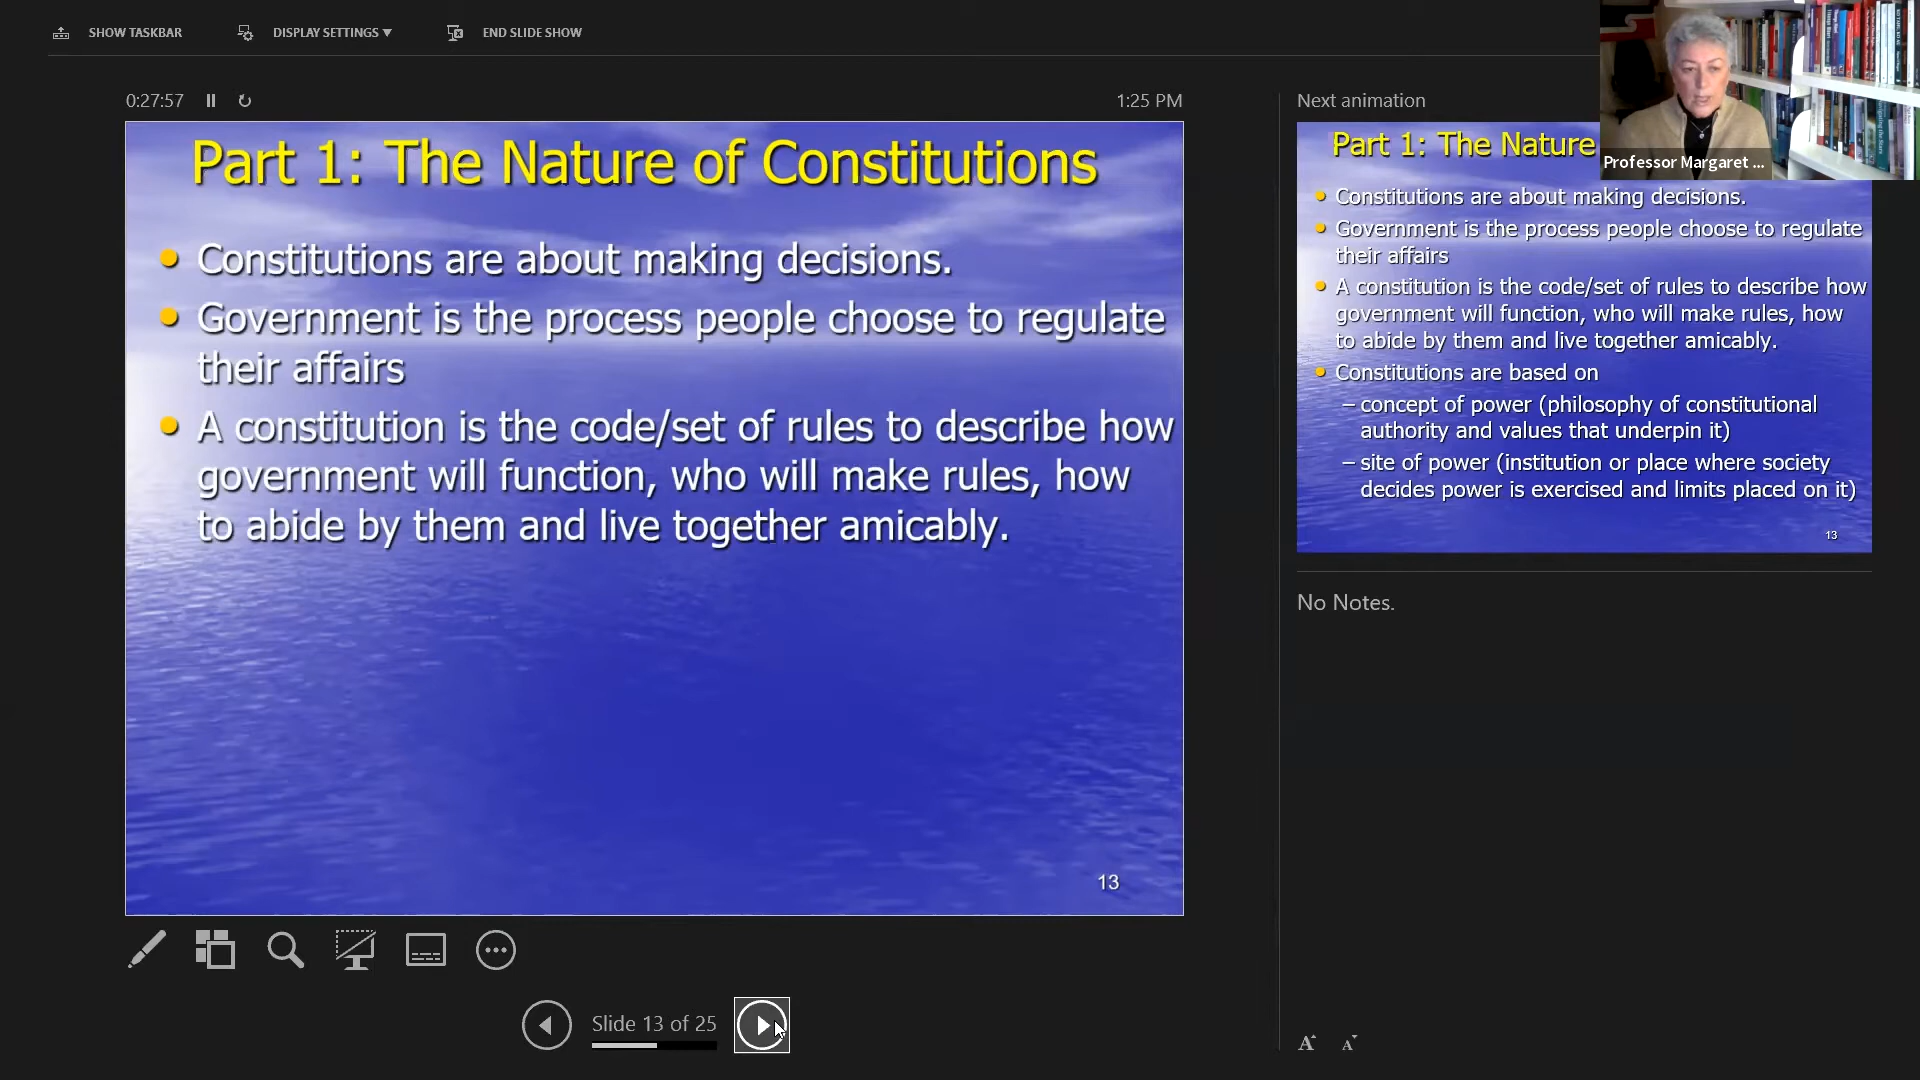 SHOW TASKBAR
DISPLAY SETTINGS ▾
END SLIDE SHOW
0:27:57
1:25 PM
Part 1: The Nature of Constitutions
• Constitutions are about making decisions.
• Government is the process people choose to regulate
their affairs
• A constitution is the code/set of rules to describe how
government will function, who will make rules, how
to abide by them and live together amicably.
13
Slide 13 of 25
Next animation
Part 1: The Nature
• Constitutions are about making decisions.
• Government is the process people choose to regulate
their affairs
• A constitution is the code/set of rules to describe how
government will function, who will make rules, how
to abide by them and live together amicably.
• Constitutions are based on
– concept of power (philosophy of constitutional
authority and values that underpin it)
– site of power (institution or place where society
decides power is exercised and limits placed on it)
13
Professor Margaret ...
No Notes.
A A